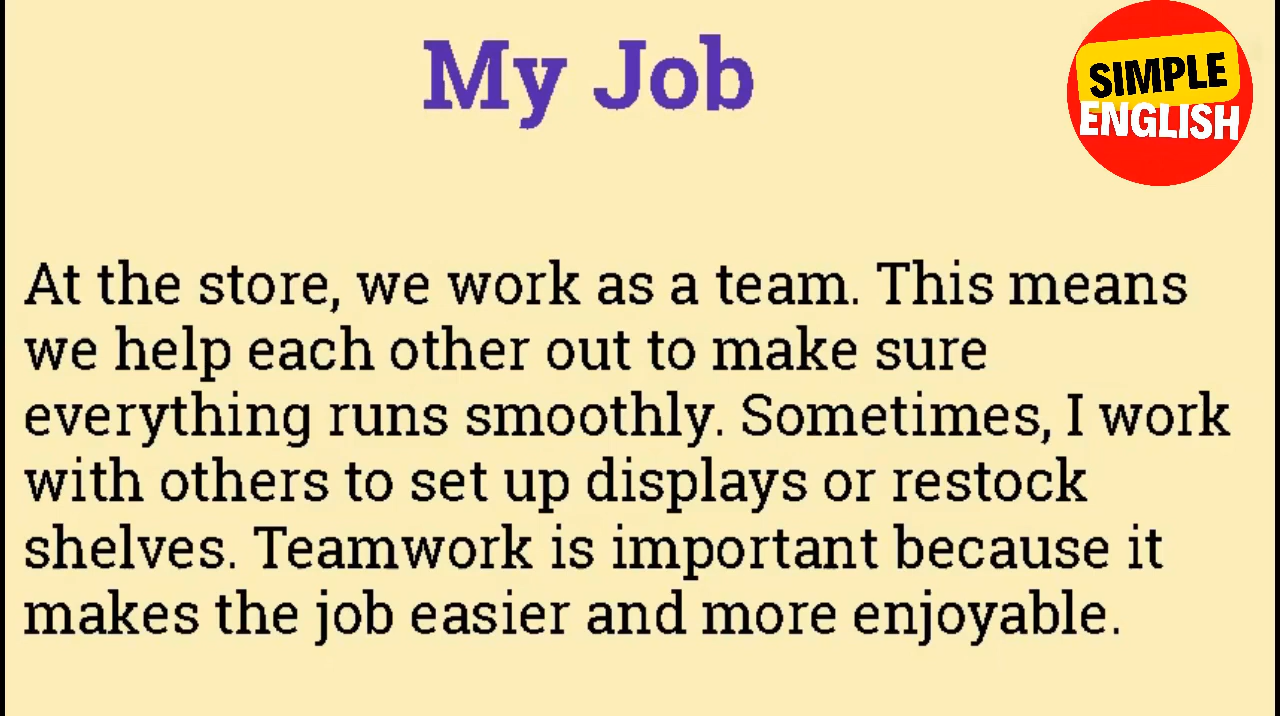 My Job
SIMPLE
ENGLISH
At the store, we work as a team. This means
we help each other out to make sure
everything runs smoothly. Sometimes, I work
with others to set up displays or restock
shelves. Teamwork is important because it
makes the job easier and more enjoyable.